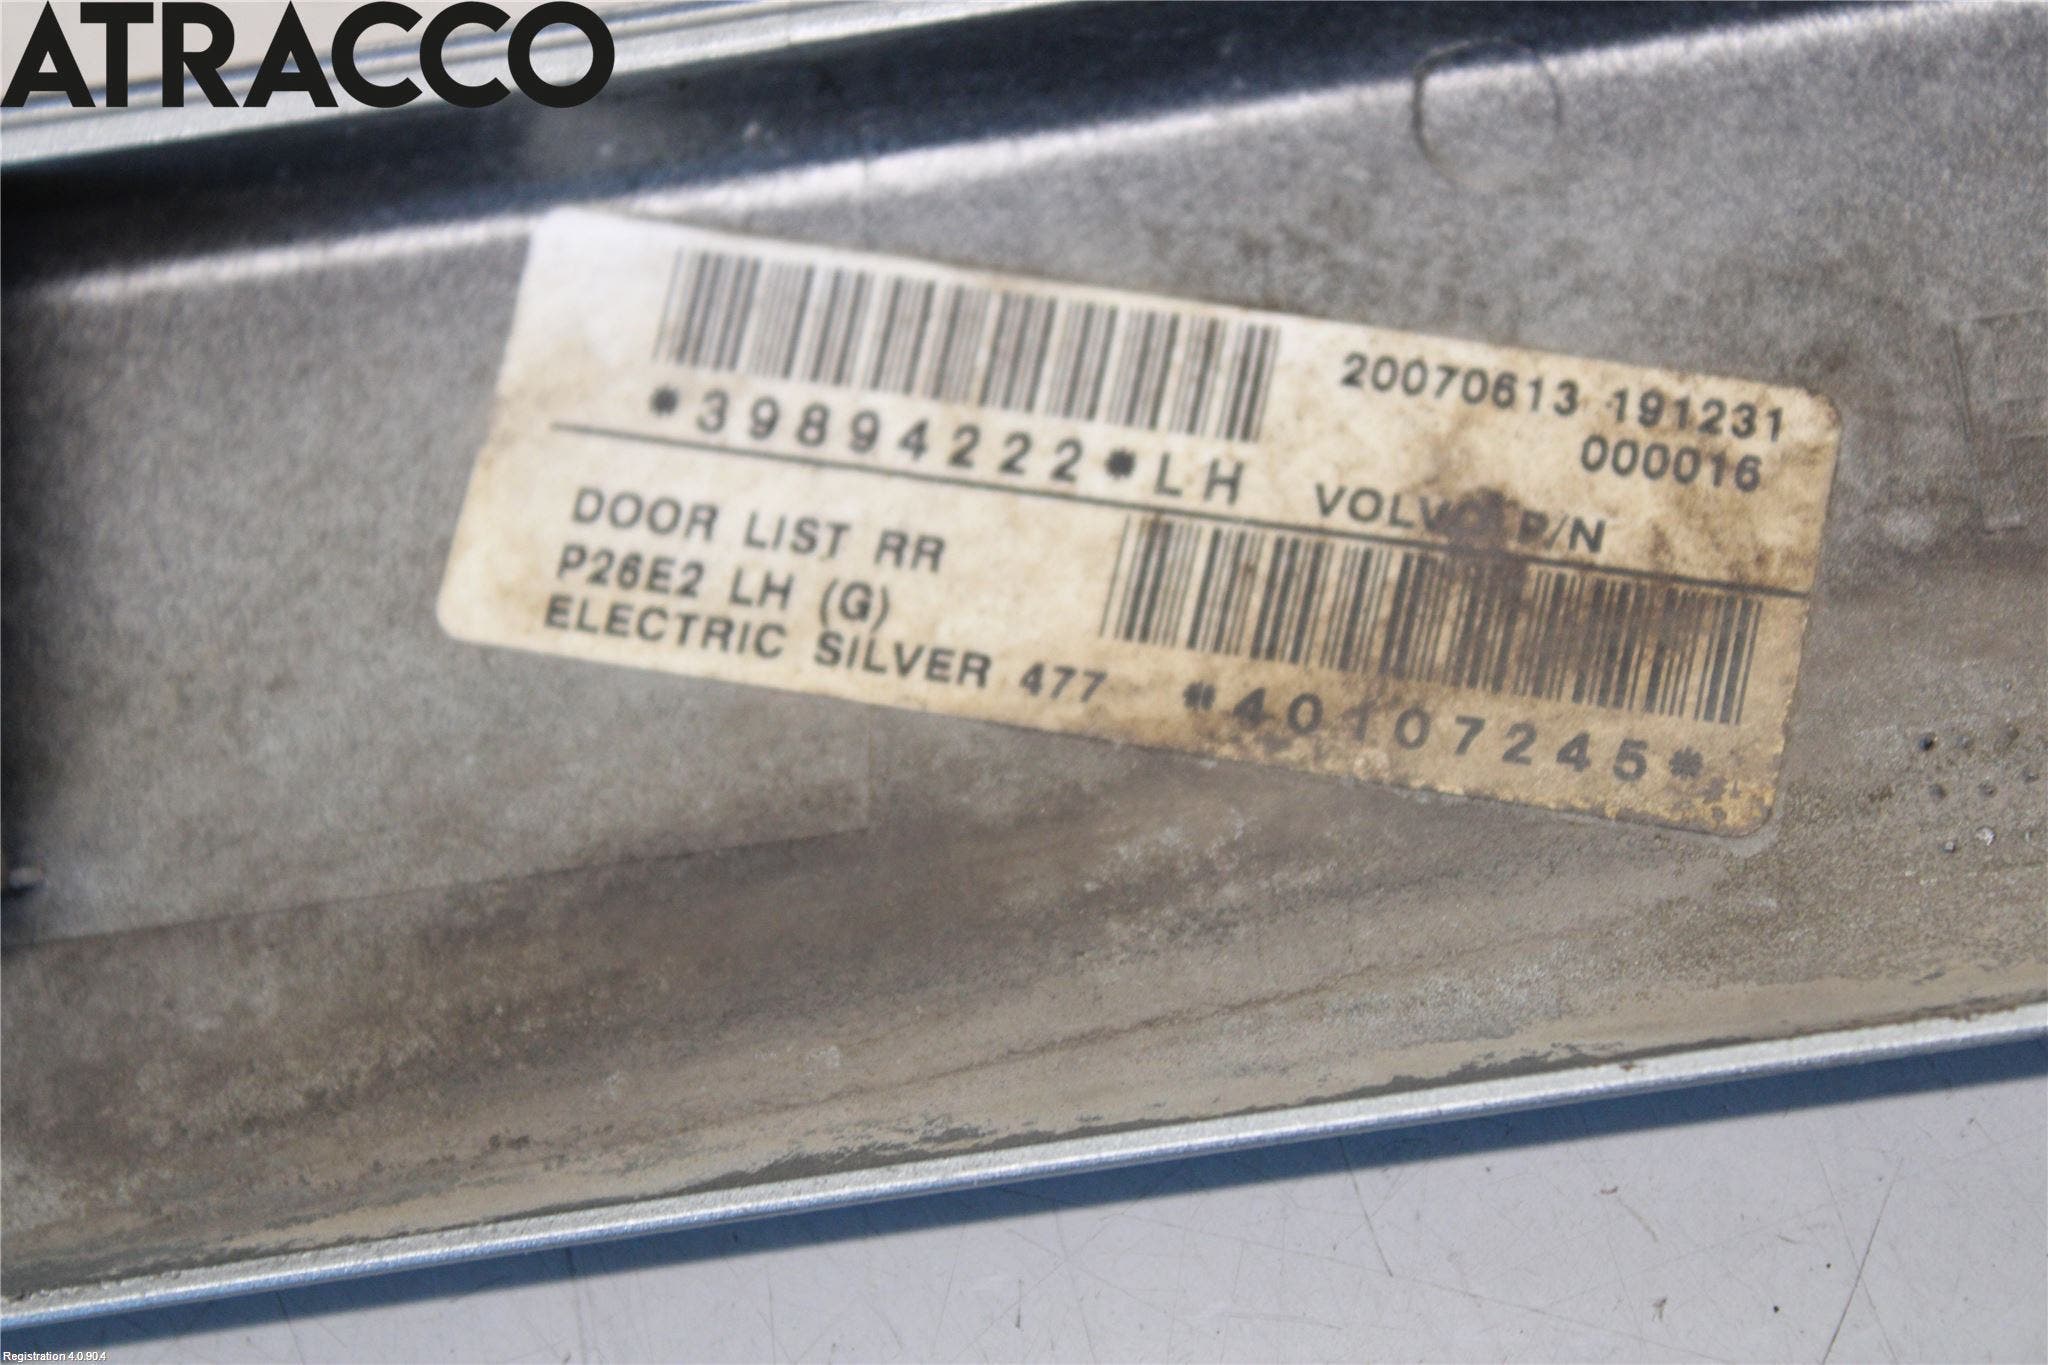 ATRACCO
20070613 191231
000016
*39894222*LH
VOLVO P/N
DOOR LIST RR
P26E2 LH (G)
ELECTRIC SILVER 477
*40107245*
Registration 4.0.90.4